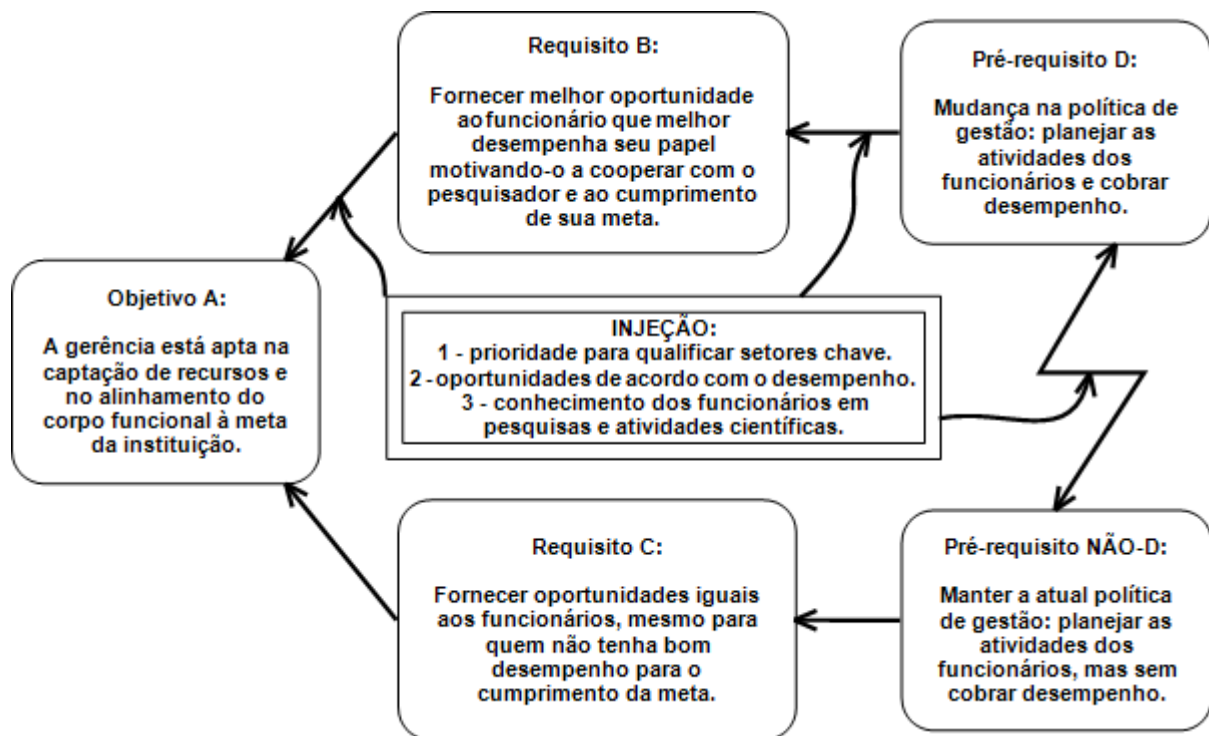 Requisito B:
Fornecer melhor oportunidade
ao funcionário que melhor
desempenha seu papel
motivando-o a cooperar com o
pesquisador e ao cumprimento
de sua meta.
Pré-requisito D:
Mudança na política de
gestão: planejar as
atividades dos
funcionários e cobrar
desempenho.
Objetivo A:
A gerência está apta na
captação de recursos e
no alinhamento do
corpo funcional à meta
da instituição.
INJEÇÃO:
1 - prioridade para qualificar setores chave.
2 - oportunidades de acordo com o desempenho.
3 - conhecimento dos funcionários em
pesquisas e atividades científicas.
Requisito C:
Fornecer oportunidades iguais
aos funcionários, mesmo para
quem não tenha bom
desempenho para o
cumprimento da meta.
Pré-requisito NÃO-D:
Manter a atual política
de gestão: planejar as
atividades dos
funcionários, mas sem
cobrar desempenho.